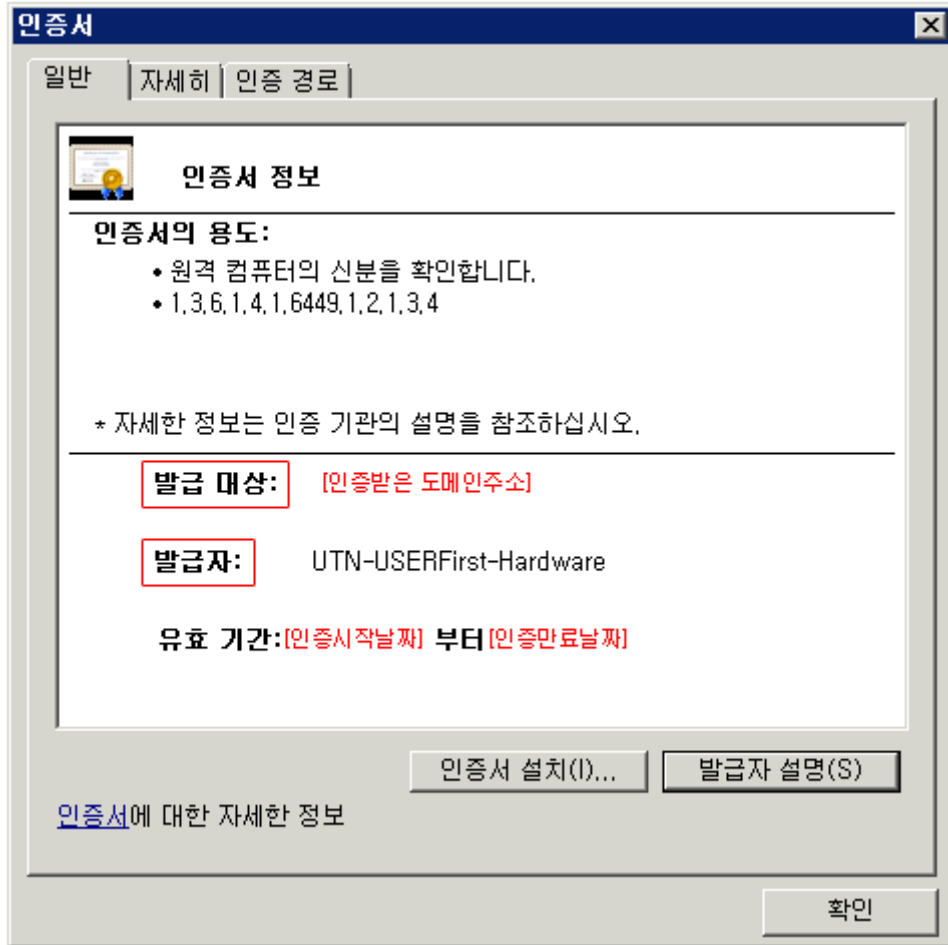 인증서
일반 자세히 인증 경로
인증서 정보
인증서의 용도:
• 원격 컴퓨터의 신분을 확인합니다.
• 1.3.6.1.4.1.6449.1.2.1.3.4
* 자세한 정보는 인증 기관의 설명을 참조하십시오.
발급 대상: [인증받은 도메인주소]
발급자: UTN-USERFirst-Hardware
유효 기간:[인증시작날짜] 부터[인증만료날짜]
인증서 설치(I)... 발급자 설명(S)
인증서에 대한 자세한 정보
확인